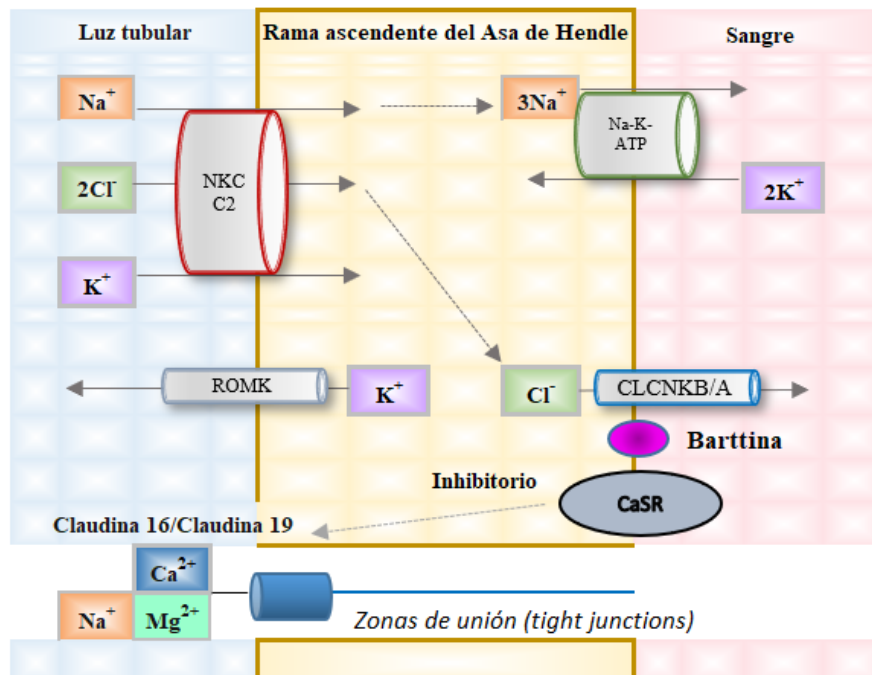 Luz tubular
Rama ascendente del Asa de Hendle
Sangre
Na⁺
3Na⁺
Na-K-
ATP
2Cl⁻
NKC
C2
2K⁺
K⁺
ROMK
K⁺
Cl⁻
CLCNKB/A
Barttina
Inhibitorio
CaSR
Claudina 16/Claudina 19
Ca²⁺
Na⁺
Mg²⁺
Zonas de unión (tight junctions)